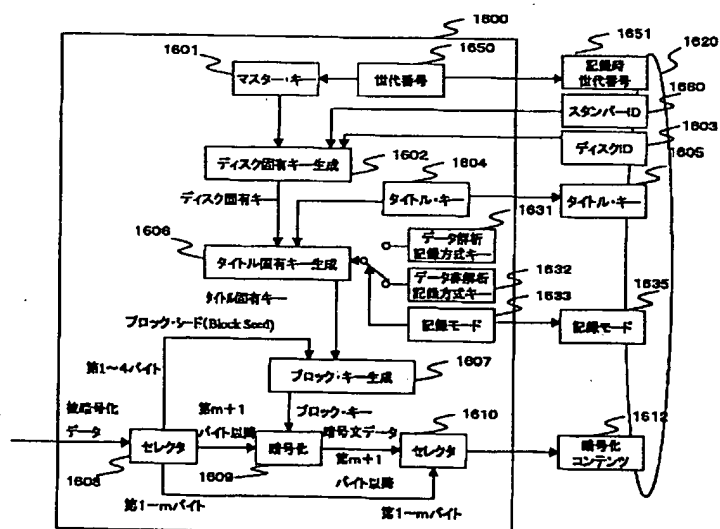 1600
1601
1650
1651
1620
マスター・キー
世代番号
記録時
世代番号
1660
スタンパーID
1603
ディスクID
1602
1604
1605
ディスク固有キー生成
ディスク固有キー
タイトル・キー
タイトル・キー
1631
1606
データ解析
記録方式キー
タイトル固有キー生成
1632
データ非解析
記録方式キー
1633
1635
タイトル固有キー
記録モード
記録モード
ブロック・シード(Block Seed)
1607
第1~4バイト
ブロック・キー生成
被暗号化
データ
第m+1
バイト以降
ブロック・キー
1610
1612
セレクタ
暗号化
暗号文データ
セレクタ
暗号化
コンテンツ
1608
1609
第m+1
バイト以降
第1~mバイト
第1~mバイト